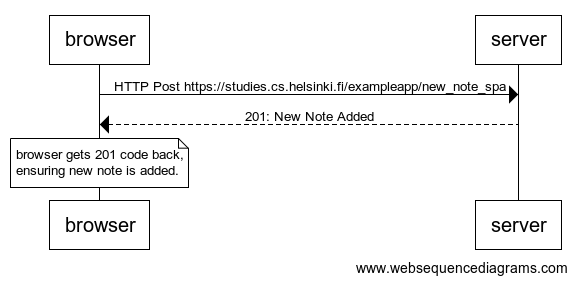 browser
server
HTTP Post https://studies.cs.helsinki.fi/exampleapp/new_note_spa
201: New Note Added
browser gets 201 code back,
ensuring new note is added.
browser
server
www.websequencediagrams.com